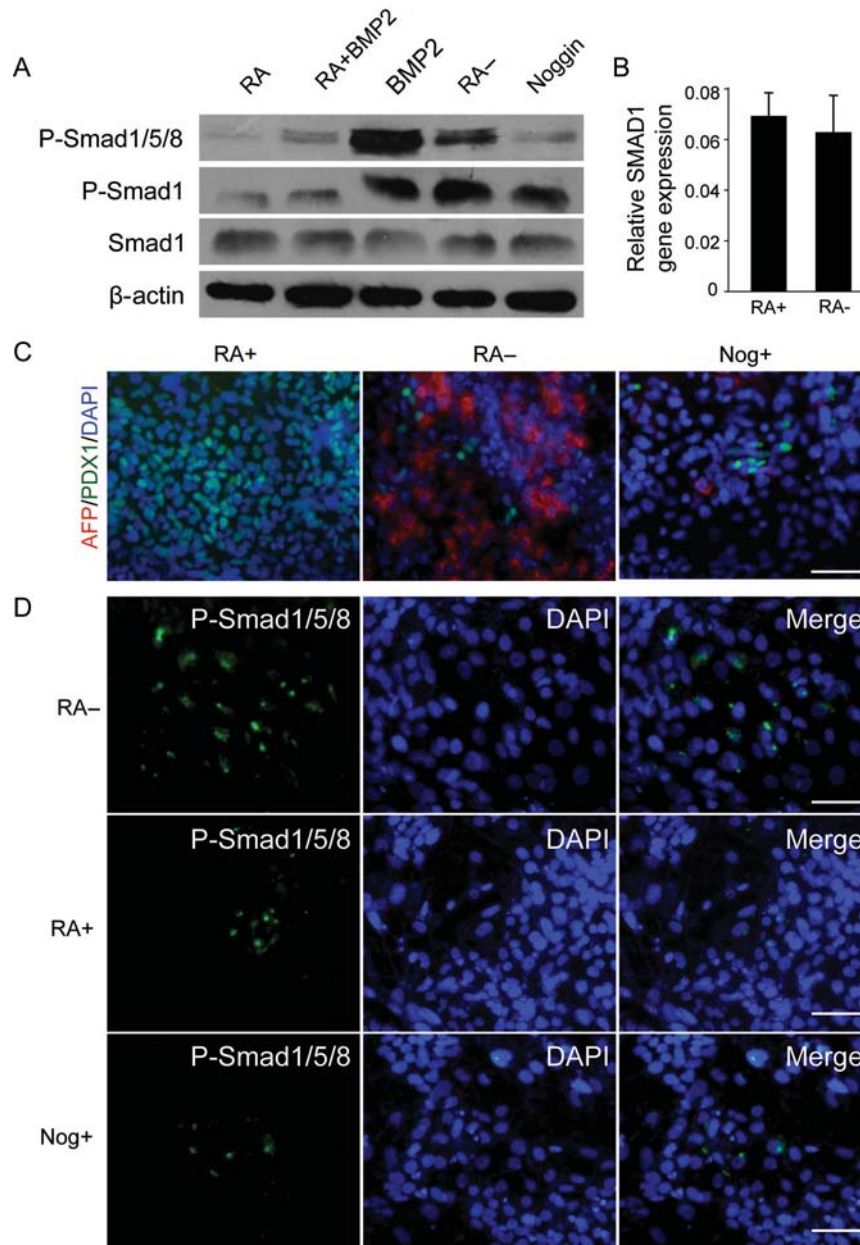 A
RA
RA+BMP2
BMP2
RA–
Noggin
P-Smad1/5/8
P-Smad1
Smad1
β-actin
B
Relative SMAD1
gene expression
0.08
0.06
0.04
0.02
0
RA+
RA-
C
RA+
RA–
Nog+
AFP/PDX1/DAPI
D
P-Smad1/5/8
DAPI
Merge
RA–
P-Smad1/5/8
DAPI
Merge
RA+
P-Smad1/5/8
DAPI
Merge
Nog+